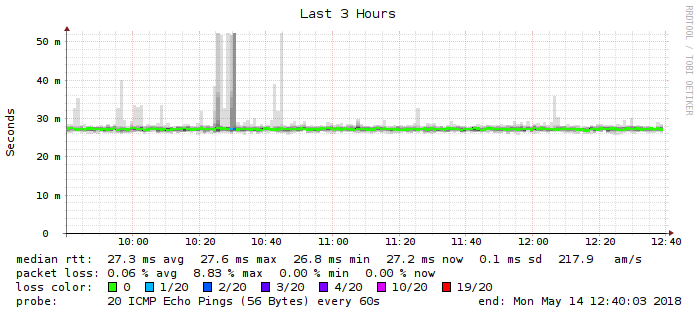 Last 3 Hours
RRDTOOL / TOBI OETIKER
Seconds
50 m
40 m
30 m
20 m
10 m
0
10:00 10:20 10:40 11:00 11:20 11:40 12:00 12:20 12:40
median rtt: 27.3 ms avg 27.6 ms max 26.8 ms min 27.2 ms now 0.1 ms sd 217.9 am/s
packet loss: 0.06 % avg 8.83 % max 0.00 % min 0.00 % now
loss color: 0 1/20 2/20 3/20 4/20 10/20 19/20
probe: 20 ICMP Echo Pings (56 Bytes) every 60s end: Mon May 14 12:40:03 2018